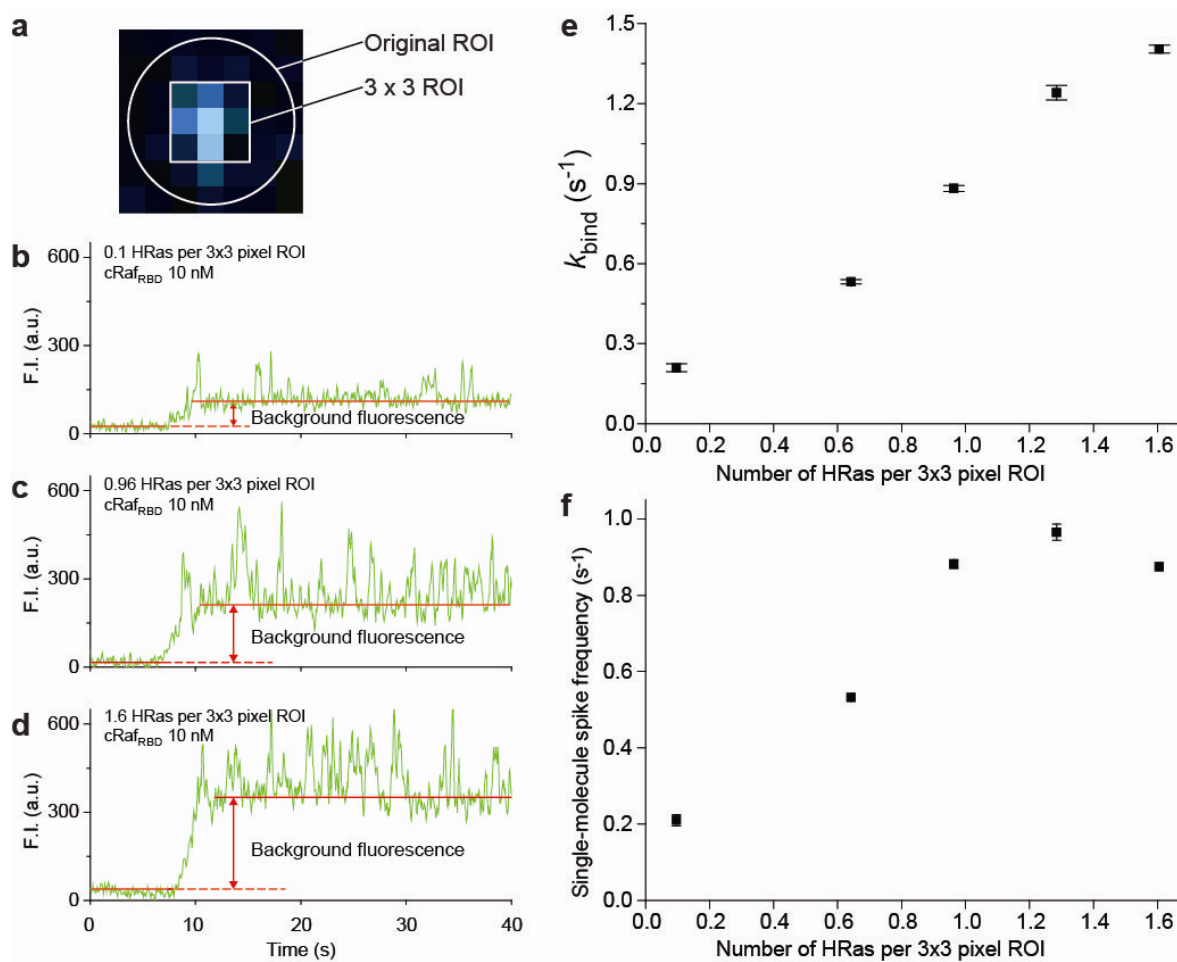 a
Original ROI
3 x 3 ROI
b
0.1 HRas per 3x3 pixel ROI
cRafRBD 10 nM
600
300
0
F.I. (a.u.)
Background fluorescence
0
10
20
30
40
c
0.96 HRas per 3x3 pixel ROI
cRafRBD 10 nM
600
300
0
F.I. (a.u.)
Background fluorescence
d
1.6 HRas per 3x3 pixel ROI
cRafRBD 10 nM
600
300
0
F.I. (a.u.)
Background fluorescence
0
10
20
30
40
Time (s)
e
1.5
1.2
0.9
0.6
0.3
0.0
kbind (s-1)
0.0
0.2
0.4
0.6
0.8
1.0
1.2
1.4
1.6
Number of HRas per 3x3 pixel ROI
f
1.0
0.8
0.6
0.4
0.2
0.0
Single-molecule spike frequency (s-1)
0.0
0.2
0.4
0.6
0.8
1.0
1.2
1.4
1.6
Number of HRas per 3x3 pixel ROI